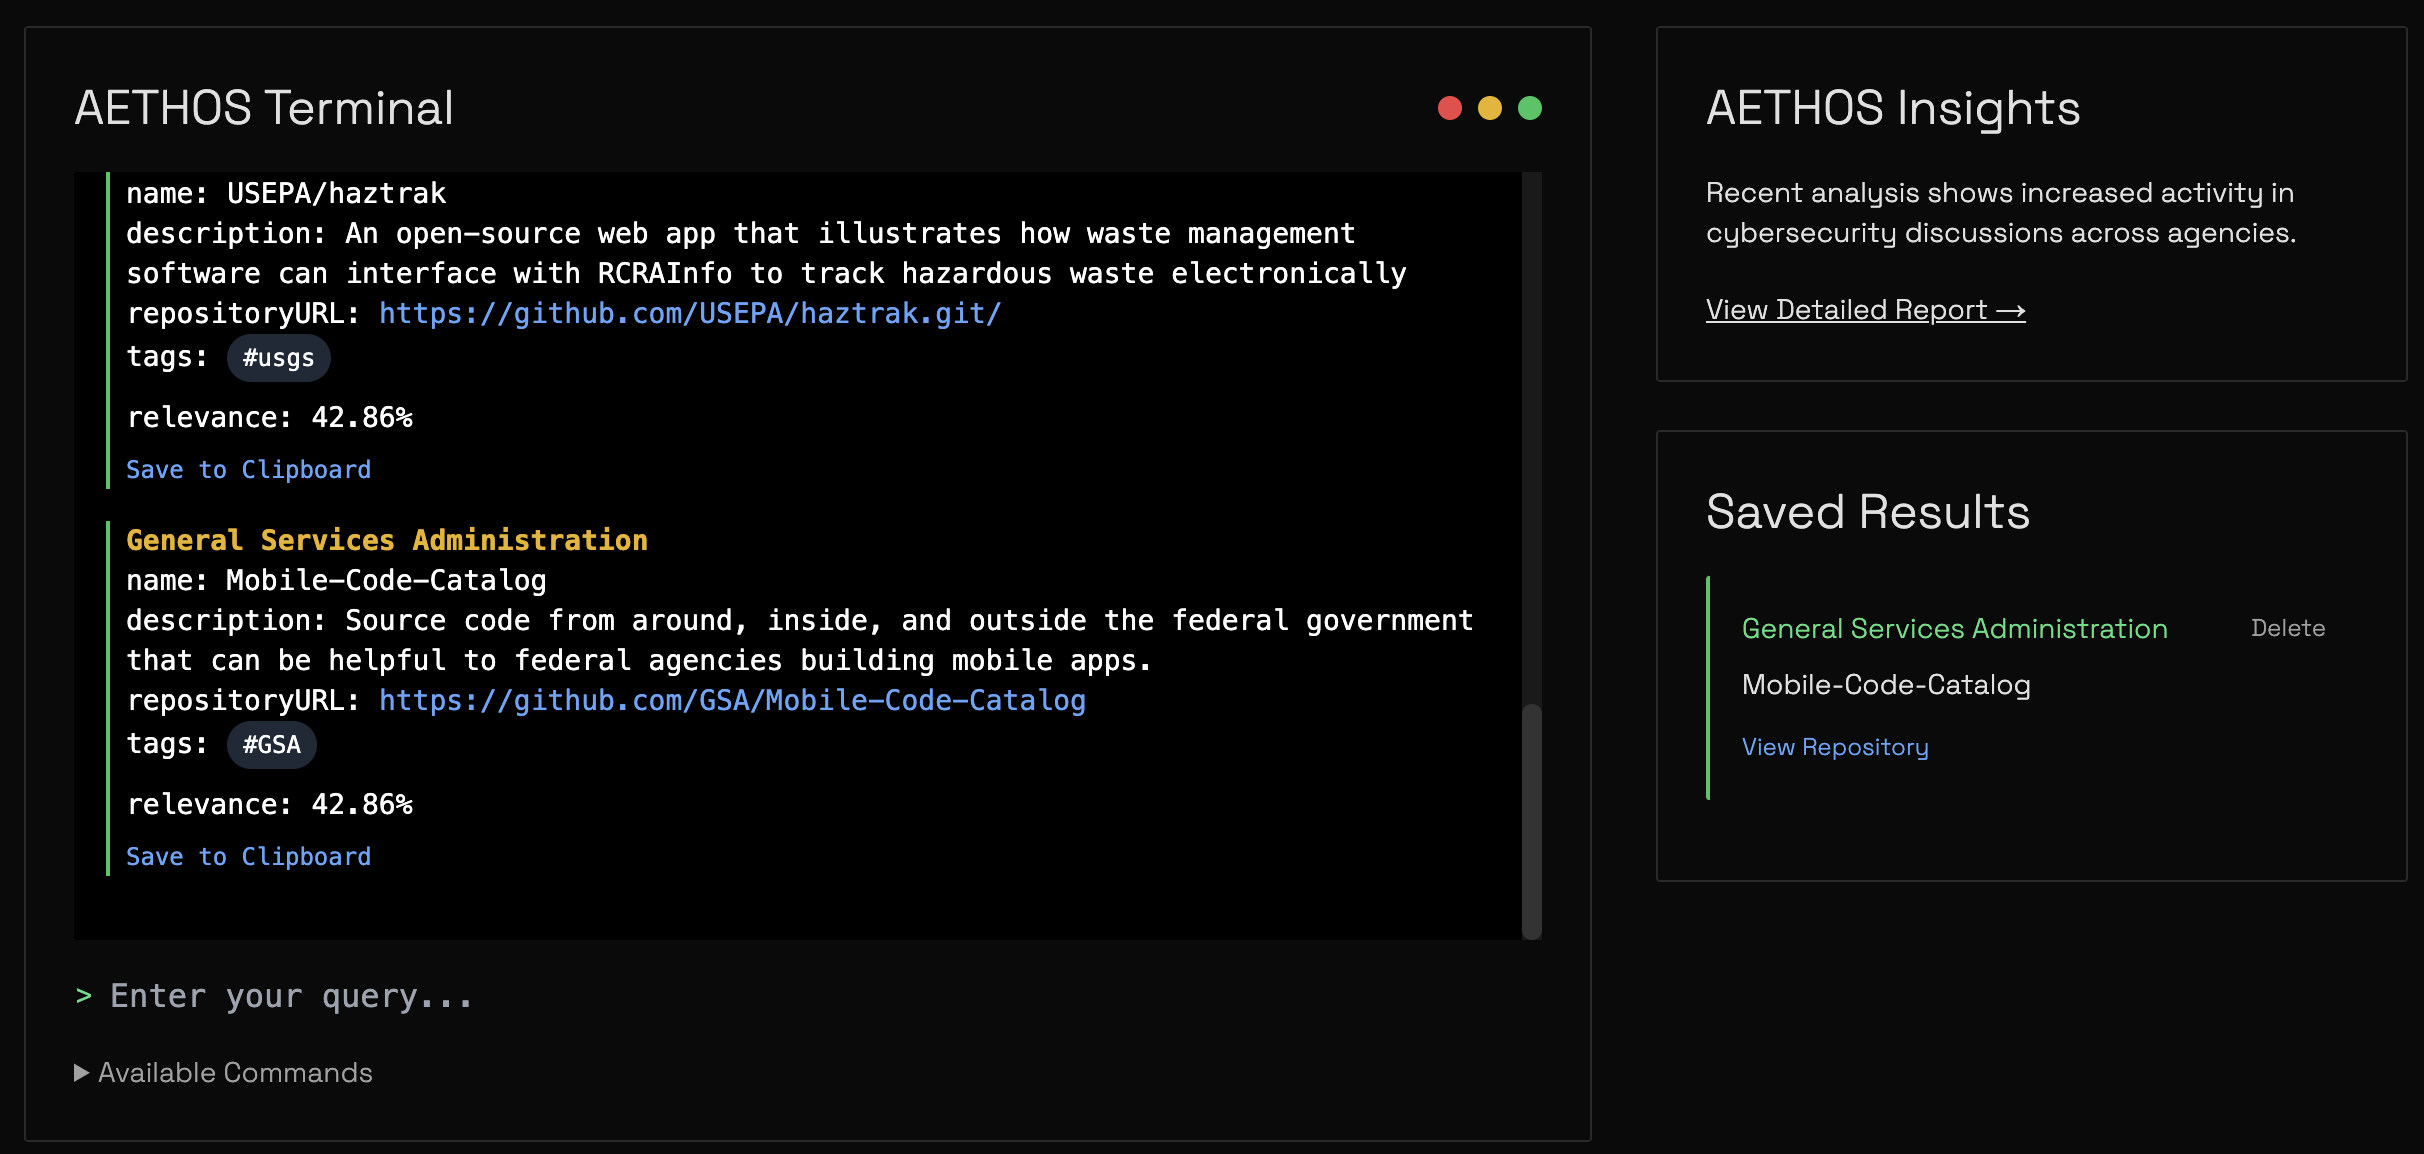 AETHOS Terminal
name: USEPA/haztrak
description: An open-source web app that illustrates how waste management
software can interface with RCRAInfo to track hazardous waste electronically
repositoryURL: https://github.com/USEPA/haztrak.git/
tags: #usgs
relevance: 42.86%
Save to Clipboard
General Services Administration
name: Mobile-Code-Catalog
description: Source code from around, inside, and outside the federal government
that can be helpful to federal agencies building mobile apps.
repositoryURL: https://github.com/GSA/Mobile-Code-Catalog
tags: #GSA
relevance: 42.86%
Save to Clipboard
> Enter your query...
▶ Available Commands
AETHOS Insights
Recent analysis shows increased activity in
cybersecurity discussions across agencies.
View Detailed Report →
Saved Results
General Services Administration Delete
Mobile-Code-Catalog
View Repository